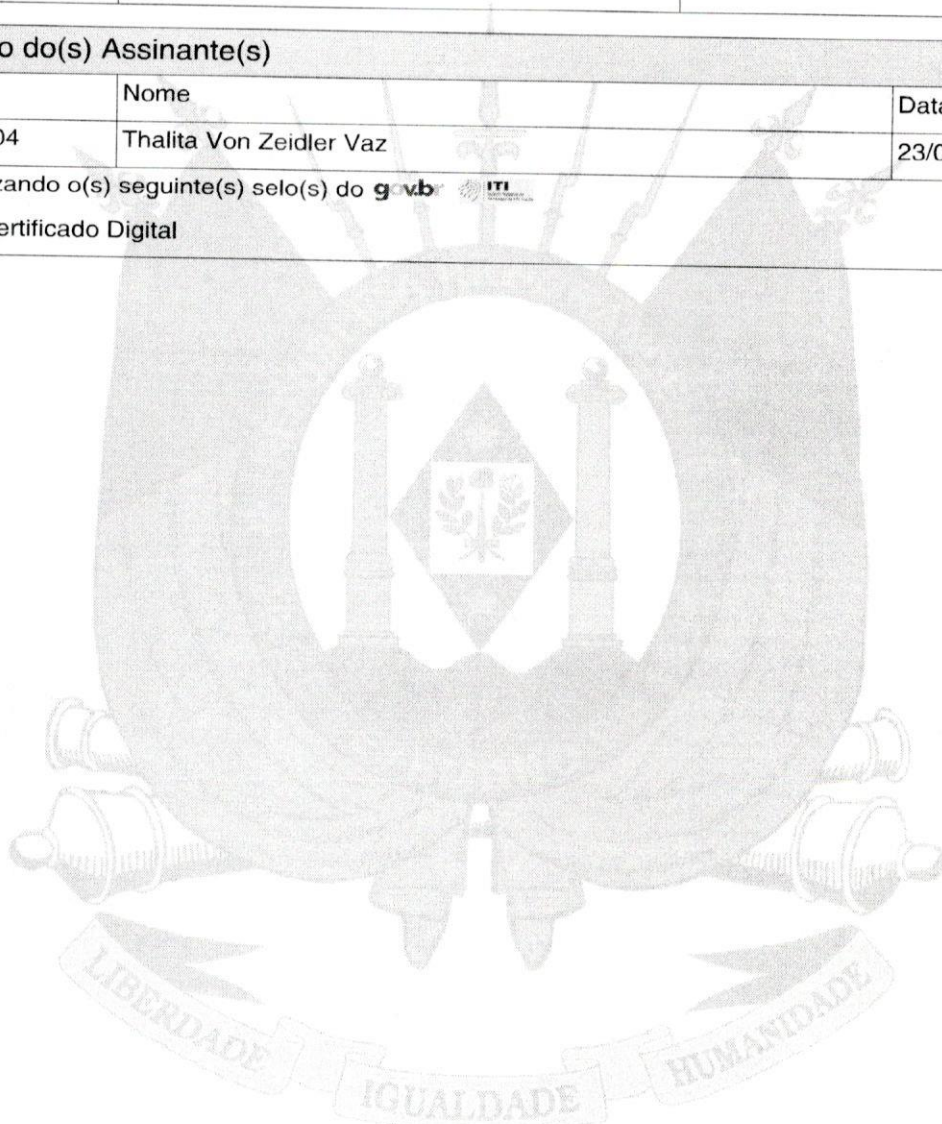 o do(s) Assinante(s)
Nome
Data
04
Thalita Von Zeidler Vaz
23/0
zando o(s) seguinte(s) selo(s) do gov.br ITI
ertificado Digital
LIBERDADE
IGUALDADE
HUMANIDADE